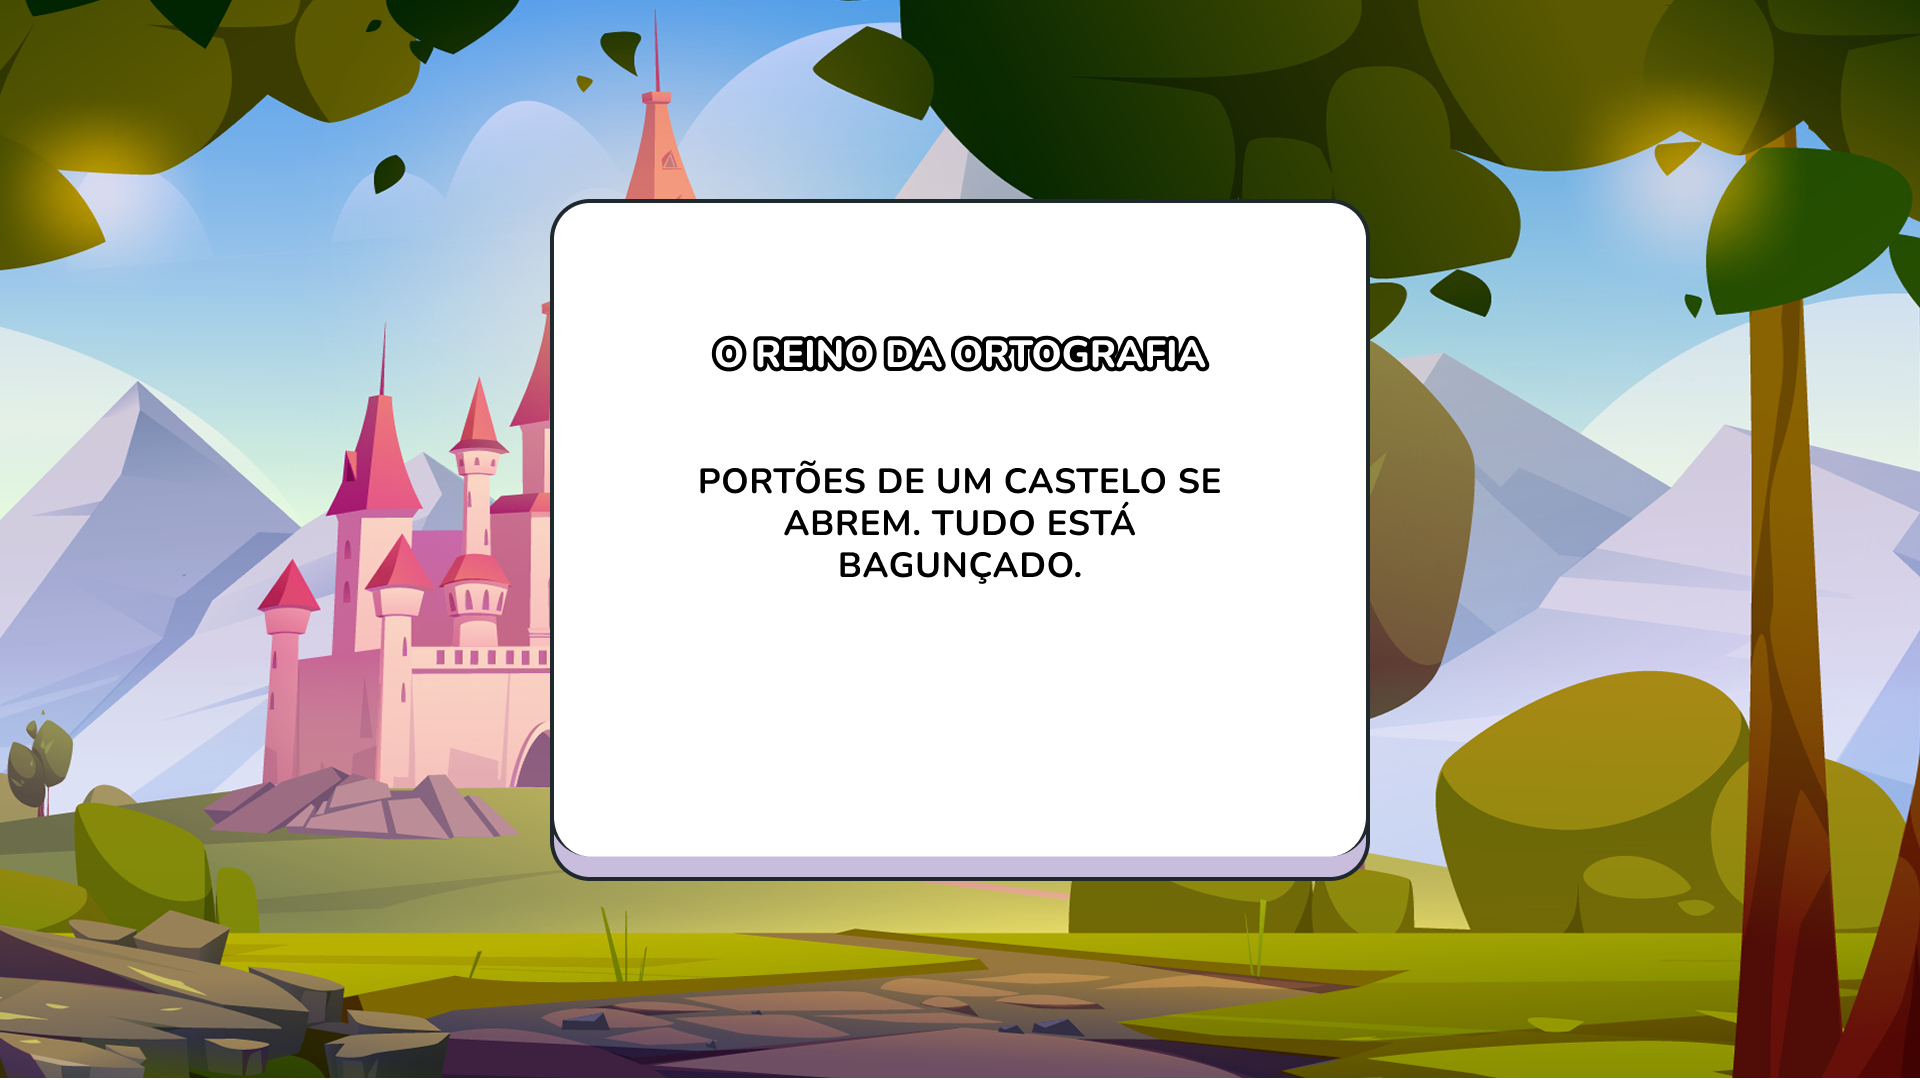 O REINO DA ORTOGRAFIA
PORTÕES DE UM CASTELO SE
ABREM. TUDO ESTÁ
BAGUNÇADO.